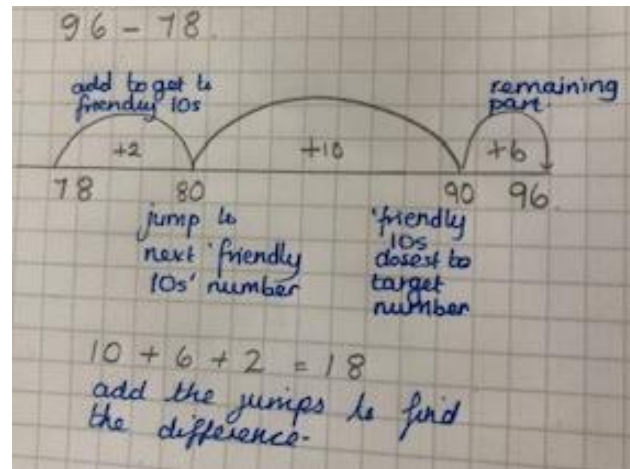 96 - 78.
add to get to
friendly 10s
remaining
part.
+2
+10
+6
78
80
90
96
jump to
next 'friendly
10s' number
'friendly
10s
closest to
target
number
10 + 6 + 2 = 18
add the jumps to find
the difference.